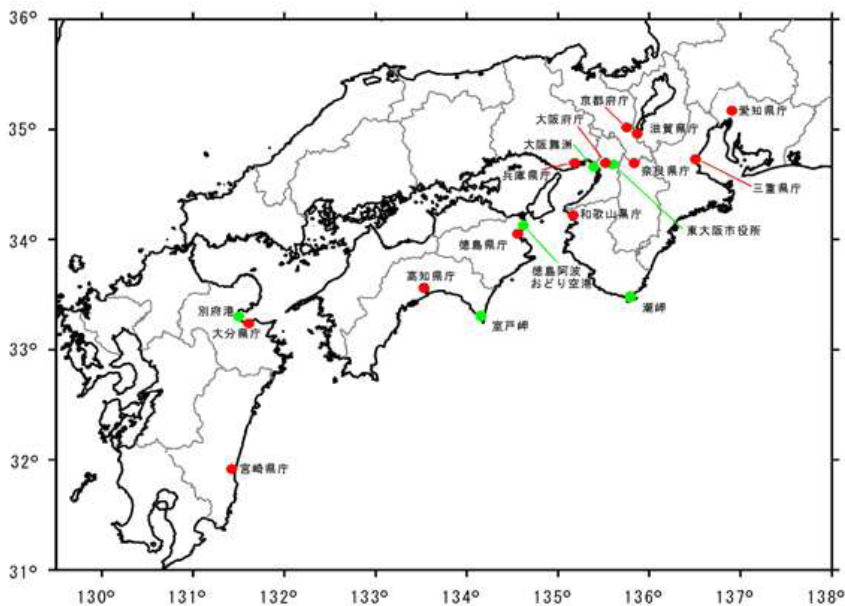 36°
35°
34°
33°
32°
31°
130°
131°
132°
133°
134°
135°
136°
137°
138°
京都府庁
愛知県庁
大阪府庁
滋賀県庁
大阪舞洲
兵庫県庁
奈良県庁
三重県庁
和歌山県庁
東大阪市役所
徳島県庁
徳島阿波
おどり空港
高知県庁
潮岬
別府港
大分県庁
室戸岬
宮崎県庁